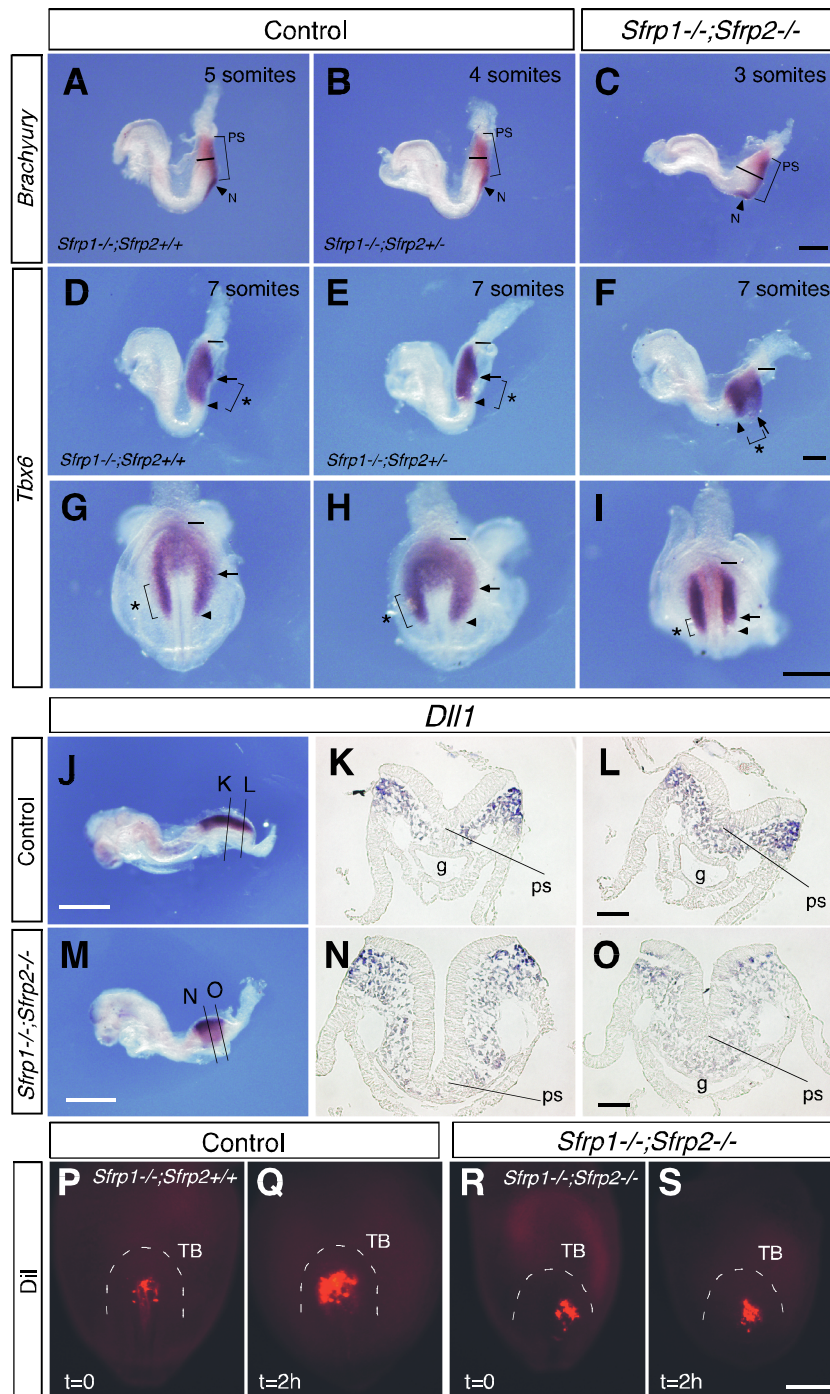 Control
Sfrp1-/-;Sfrp2-/-
Brachyury
A
5 somites
PS
N
Sfrp1-/-;Sfrp2+/+
B
4 somites
PS
N
Sfrp1-/-;Sfrp2+/-
C
3 somites
PS
N
Tbx6
D
7 somites
*
Sfrp1-/-;Sfrp2+/+
E
7 somites
*
Sfrp1-/-;Sfrp2+/-
F
7 somites
*
G
*
H
*
I
*
Dll1
Control
J
K L
K
g
ps
L
g
ps
Sfrp1-/-;Sfrp2-/-
M
N O
N
ps
O
g
ps
Control
Sfrp1-/-;Sfrp2-/-
DiI
P
Sfrp1-/-;Sfrp2+/+
TB
t=0
Q
TB
t=2h
R
Sfrp1-/-;Sfrp2-/-
TB
t=0
S
TB
t=2h